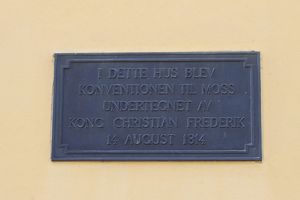 I DETTE HUS BLEV
KONVENTIONEN TIL MOSS
UNDERTEGNET AV
KONG CHRISTIAN FREDERIK
14 AUGUST 1814